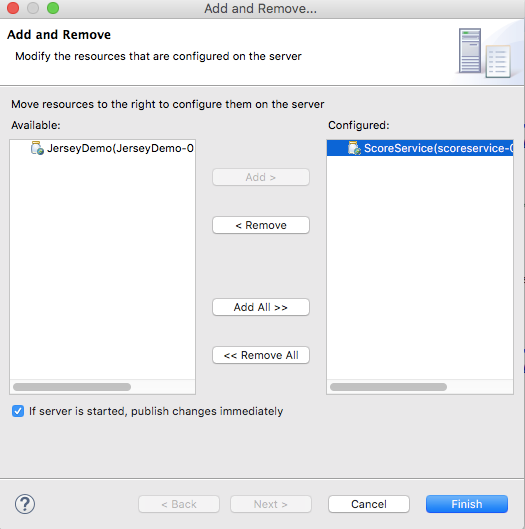 Add and Remove...
Add and Remove
Modify the resources that are configured on the server
Move resources to the right to configure them on the server
Available:
Configured:
JerseyDemo(JerseyDemo-0
ScoreService(scoreservice-0
Add >
< Remove
Add All >>
<< Remove All
If server is started, publish changes immediately
?
< Back
Next >
Cancel
Finish